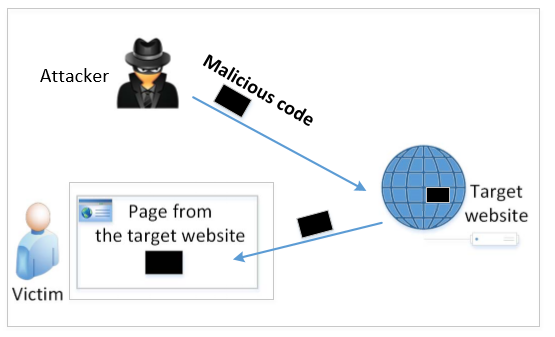 Attacker
Malicious code
Target
website
Page from
the target website
Victim